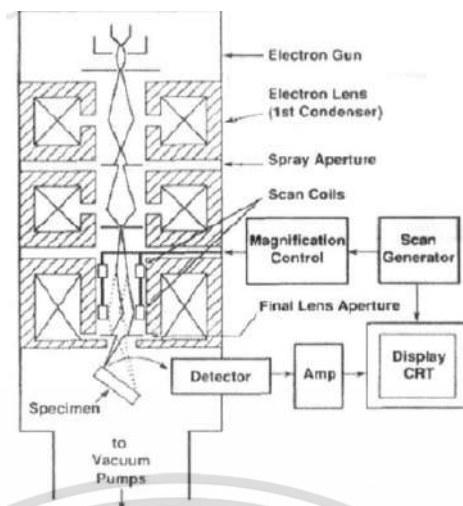 Electron Gun
Electron Lens
(1st Condenser)
Spray Aperture
Scan Coils
Magnification
Control
Scan
Generator
Final Lens Aperture
Display
CRT
Detector
Amp
Specimen
to
Vacuum
Pumps